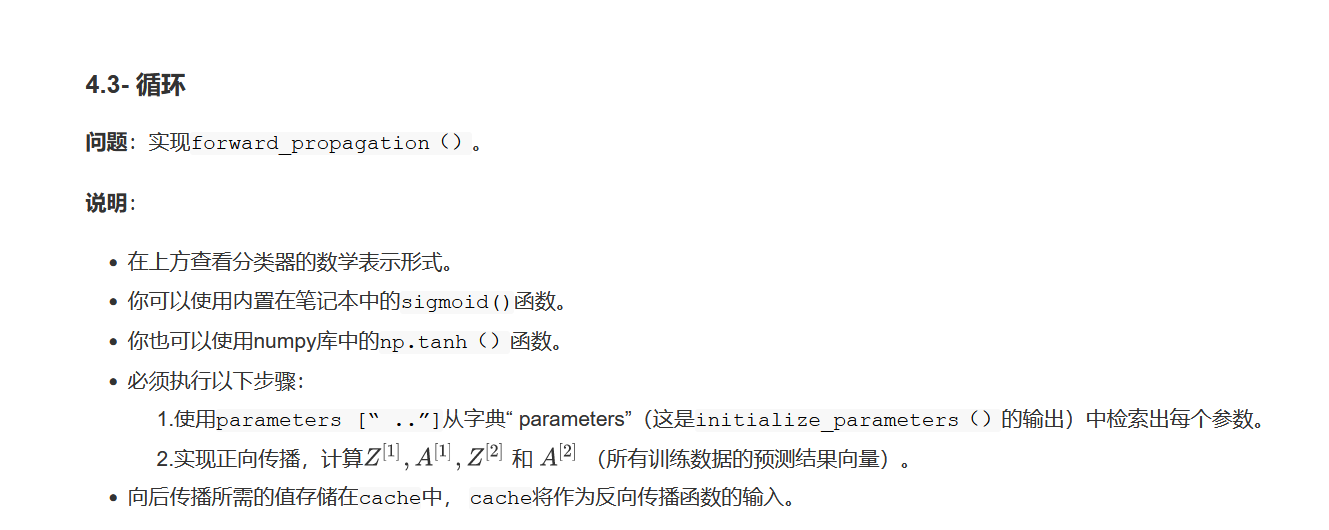 4.3- 循环
问题：实现forward_propagation（）。
说明：
在上方查看分类器的数学表示形式。
你可以使用内置在笔记本中的sigmoid()函数。
你也可以使用numpy库中的np.tanh（）函数。
必须执行以下步骤：
1.使用parameters [“ ..”]从字典“ parameters”（这是initialize_parameters（）的输出）中检索出每个参数。
2.实现正向传播，计算Z^{[1]}, A^{[1]}, Z^{[2]} 和 A^{[2]} （所有训练数据的预测结果向量）。
向后传播所需的值存储在cache中， cache将作为反向传播函数的输入。